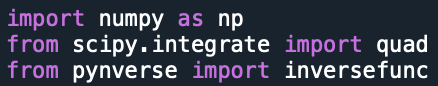 import numpy as np
from scipy.integrate import quad
from pynverse import inversefunc